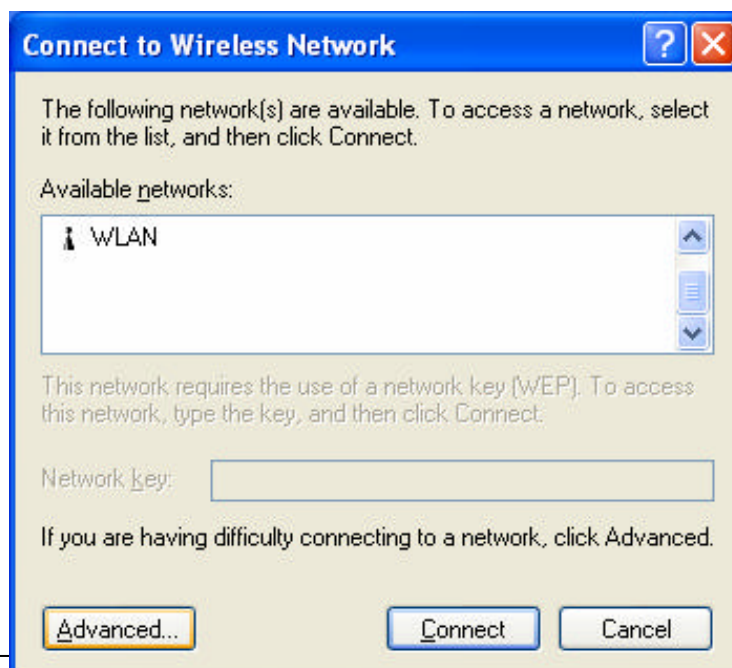 Connect to Wireless Network
The following network(s) are available. To access a network, select
it from the list, and then click Connect.
Available networks:
WLAN
This network requires the use of a network key (WEP). To access
this network, type the key, and then click Connect.
Network key:
If you are having difficulty connecting to a network, click Advanced.
Advanced... Connect Cancel